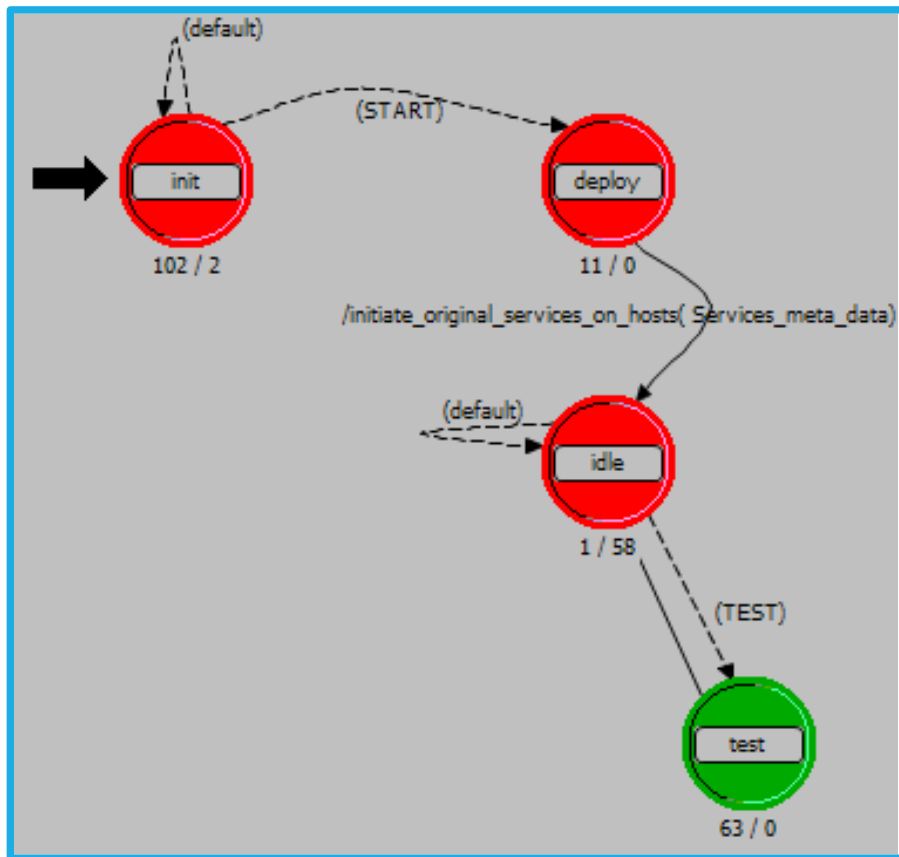 (default)
(START)
init
deploy
102 / 2
11 / 0
/initiate_original_services_on_hosts( Services_meta_data)
(default)
idle
1 / 58
(TEST)
test
63 / 0